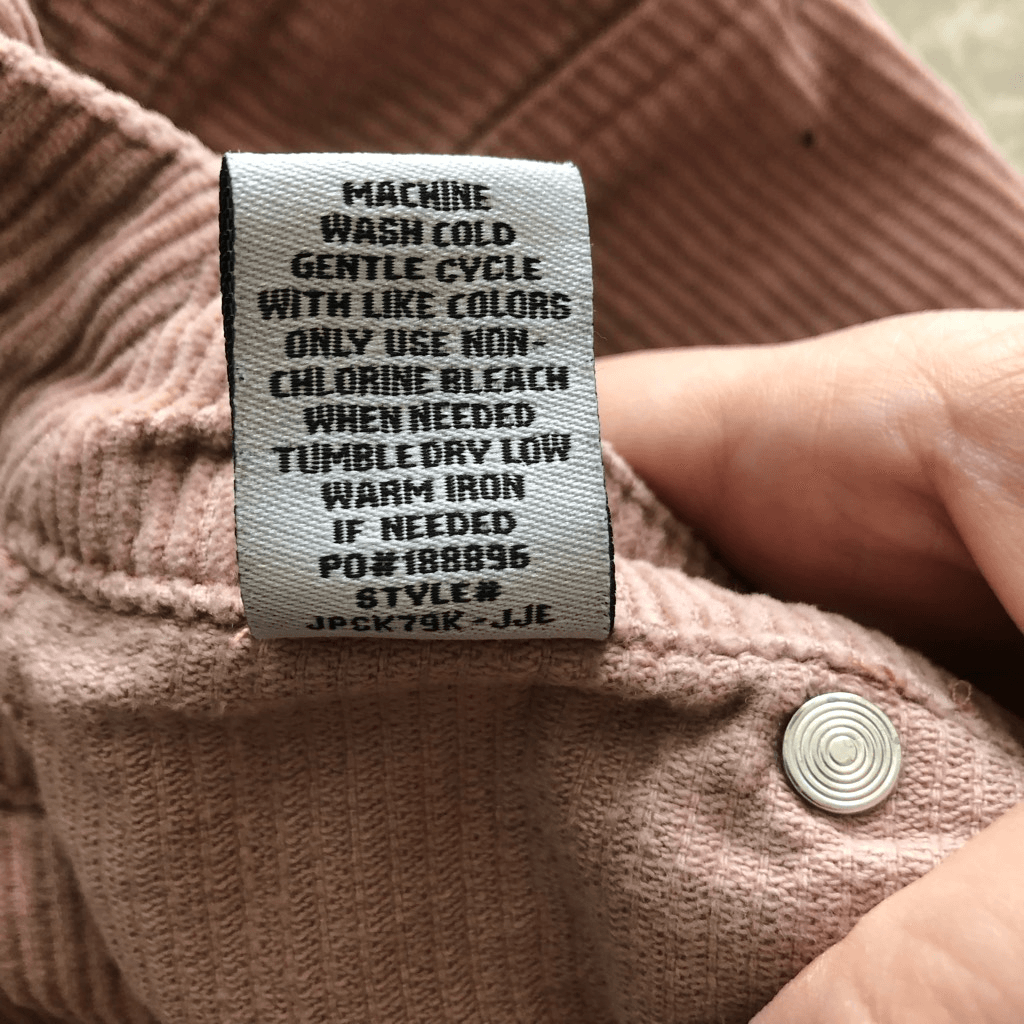 MACHINE
WASH COLD
GENTLE CYCLE
WITH LIKE COLORS
ONLY USE NON-
CHLORINE BLEACH
WHEN NEEDED
TUMBLE DRY LOW
WARM IRON
IF NEEDED
PO#188896
STYLE#
JPCK79K-JJE